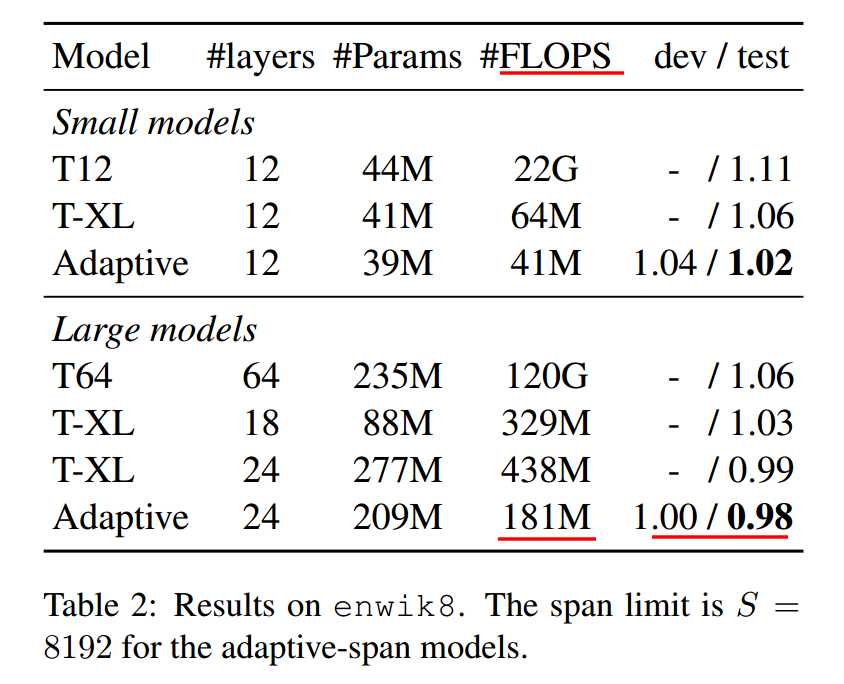 Model #layers #Params #FLOPS dev / test
Small models
T12 12 44M 22G - / 1.11
T-XL 12 41M 64M - / 1.06
Adaptive 12 39M 41M 1.04 / 1.02
Large models
T64 64 235M 120G - / 1.06
T-XL 18 88M 329M - / 1.03
T-XL 24 277M 438M - / 0.99
Adaptive 24 209M 181M 1.00 / 0.98
Table 2: Results on enwik8. The span limit is S =
8192 for the adaptive-span models.